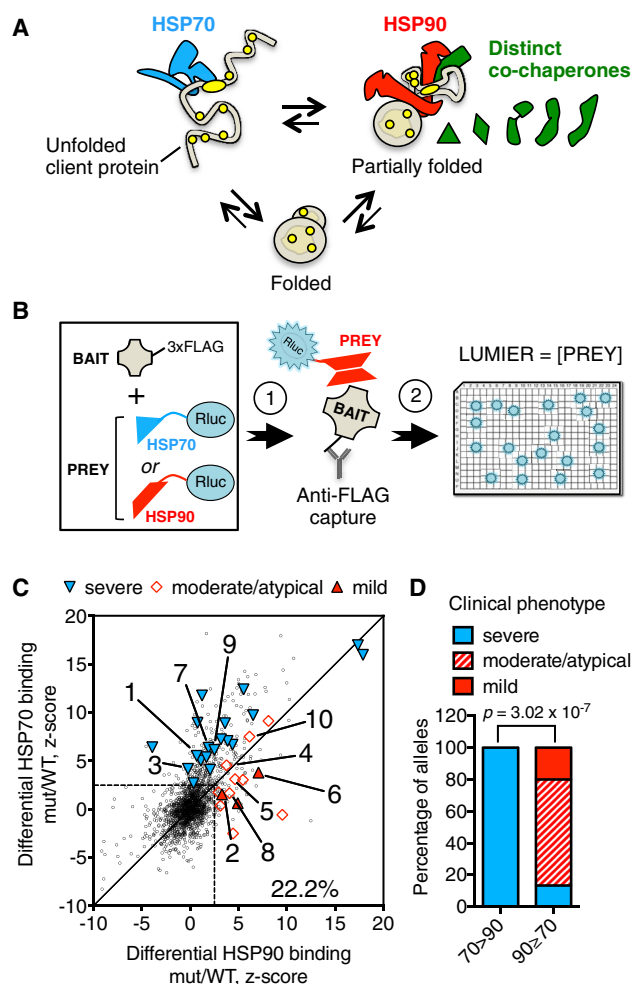 A
HSP70
HSP90
Distinct
co-chaperones
Unfolded
client protein
Partially folded
Folded
B
BAIT
3xFLAG
+
PREY
Rluc
HSP70
or
Rluc
HSP90
1
Rluc
PREY
BAIT
Anti-FLAG
capture
2
LUMIER = [PREY]
C
severe moderate/atypical mild
Differential HSP70 binding
mut/WT, z-score
20
15
10
5
0
-5
-10
-10 -5 0 5 10 15 20
1
7
9
3
10
4
6
5
2
8
22.2%
Differential HSP90 binding
mut/WT, z-score
D
Clinical phenotype
severe
moderate/atypical
mild
p = 3.02 x 10-7
Percentage of alleles
120
100
80
60
40
20
0
70>90
90≥70